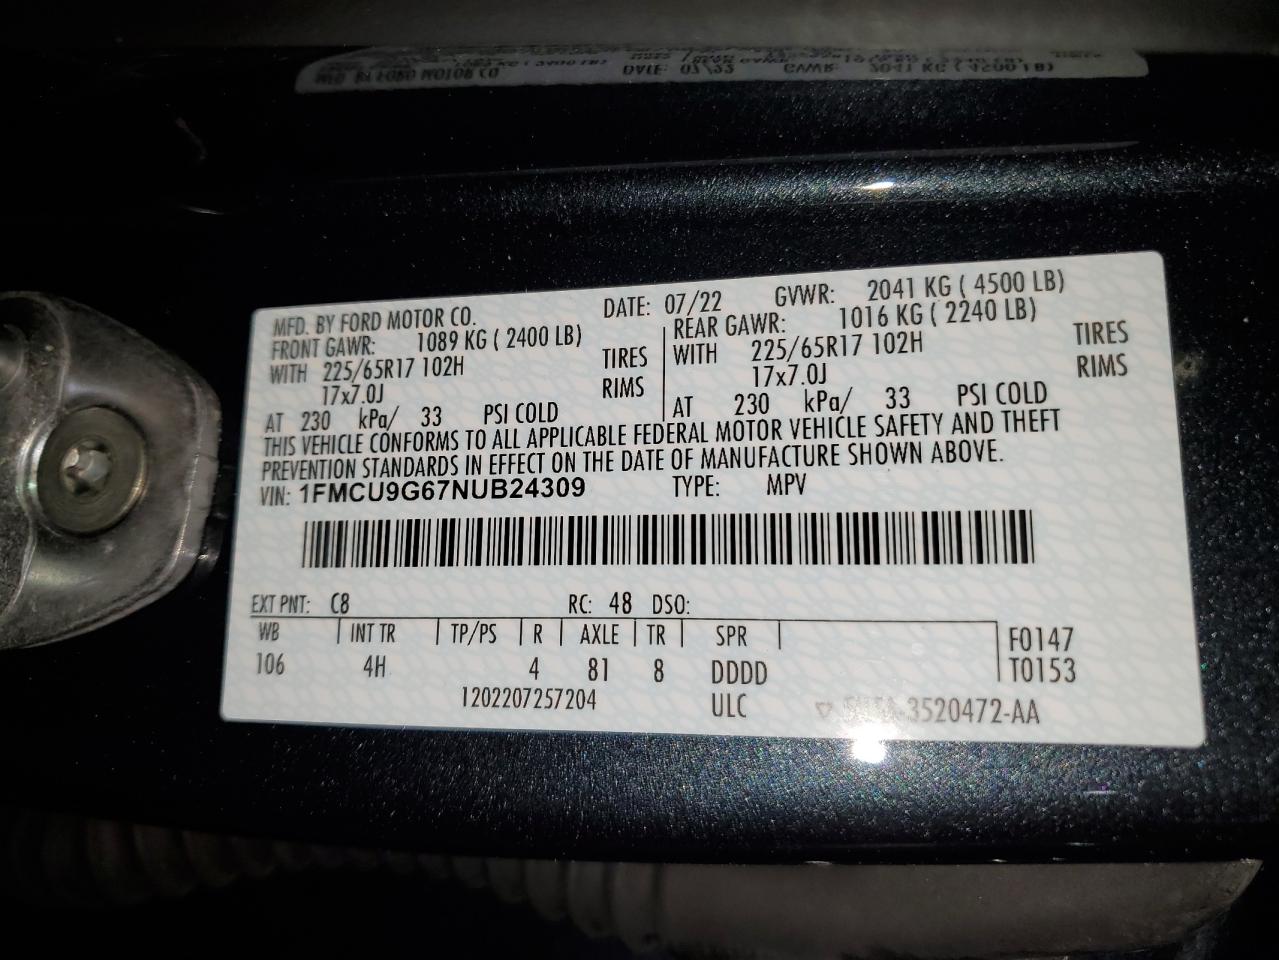 MFD. BY FORD MOTOR CO. DATE: 07/22 GVWR: 2041 KG ( 4500 LB)
FRONT GAWR: 1089 KG ( 2400 LB) REAR GAWR: 1016 KG ( 2240 LB)
WITH 225/65R17 102H TIRES WITH 225/65R17 102H TIRES
17x7.0J RIMS 17x7.0J RIMS
AT 230 kPa/ 33 PSI COLD AT 230 kPa/ 33 PSI COLD
THIS VEHICLE CONFORMS TO ALL APPLICABLE FEDERAL MOTOR VEHICLE SAFETY AND THEFT
PREVENTION STANDARDS IN EFFECT ON THE DATE OF MANUFACTURE SHOWN ABOVE.
VIN: 1FMCU9G67NUB24309 TYPE: MPV
EXT PNT: C8 RC: 48 DSO:
WB INT TR TP/PS R AXLE TR SPR F0147
106 4H 4 81 8 DDDD T0153
1202207257204 ULC